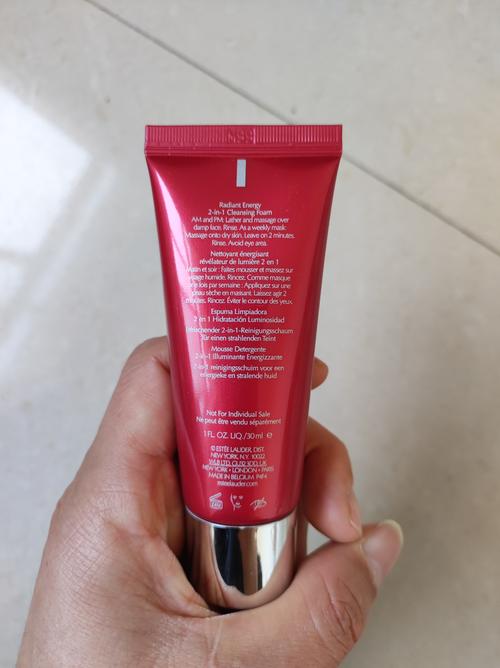 Radiant Energy
2-in-1 Cleansing Foam
AM and PM: Lather and massage over
damp face. Rinse. As a weekly mask:
Massage onto dry skin. Leave on 2 minutes.
Rinse. Avoid eye area.
Nettoyant énergisant
révélateur de lumière 2 en 1
Matin et soir : Faites mousser et massez sur
visage humide. Rincez. Comme masque
une fois par semaine : Appliquez sur une
peau sèche en massant. Laissez agir 2
minutes. Rincez. Éviter le contour des yeux.
Espuma Limpiadora
2 en 1 Hidratación Luminosidad
Erfrischender 2-in-1-Reinigungsschaum
für einen strahlenden Teint
Mousse Detergente
2-in-1 Illuminante Energizzante
2-in-1 reinigingsschuim voor een
energieke en stralende huid
Not For Individual Sale
Ne peut être vendu séparément
1 FL. OZ. LIQ./30 ml e
© ESTÉE LAUDER, DIST.
NEW YORK, N.Y. 10022
NEW YORK • LONDON • PARIS
MADE IN BELGIUM
esteelauder.com
12M